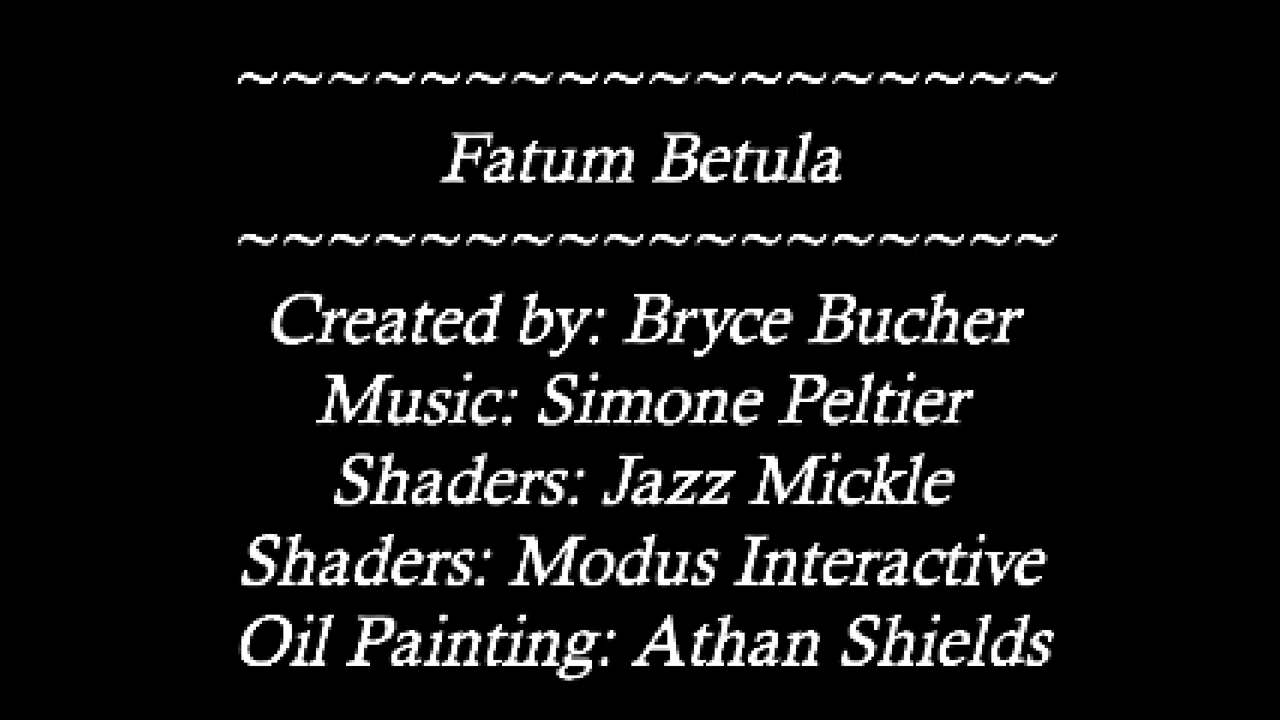 ~~~~~~~~~~~~~~~~~~
Fatum Betula
~~~~~~~~~~~~~~~~~~
Created by: Bryce Bucher
Music: Simone Peltier
Shaders: Jazz Mickle
Shaders: Modus Interactive
Oil Painting: Athan Shields